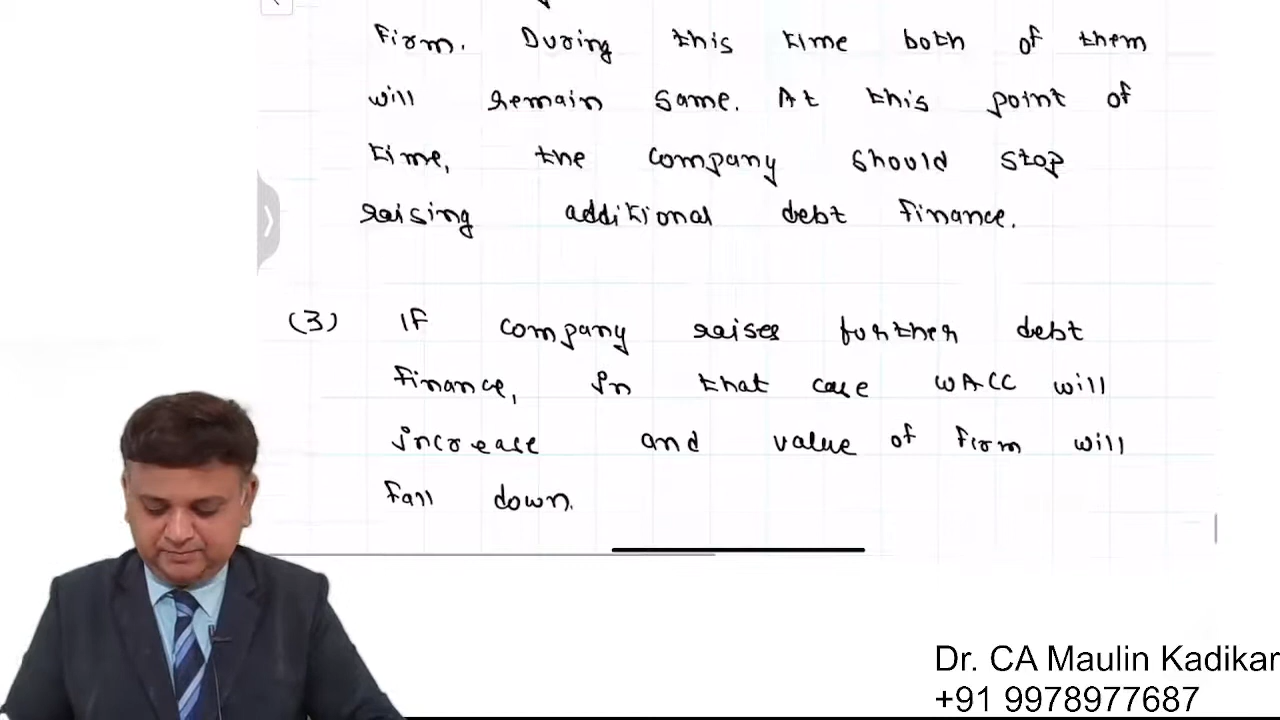 Firm. During this time both of them
will remain same. At this point of
time, the company should stop
raising additional debt finance.
(3) If company raises further debt
finance, in that case WACC will
increase and value of firm will
fall down.
Dr. CA Maulin Kadikar
+91 9978977687